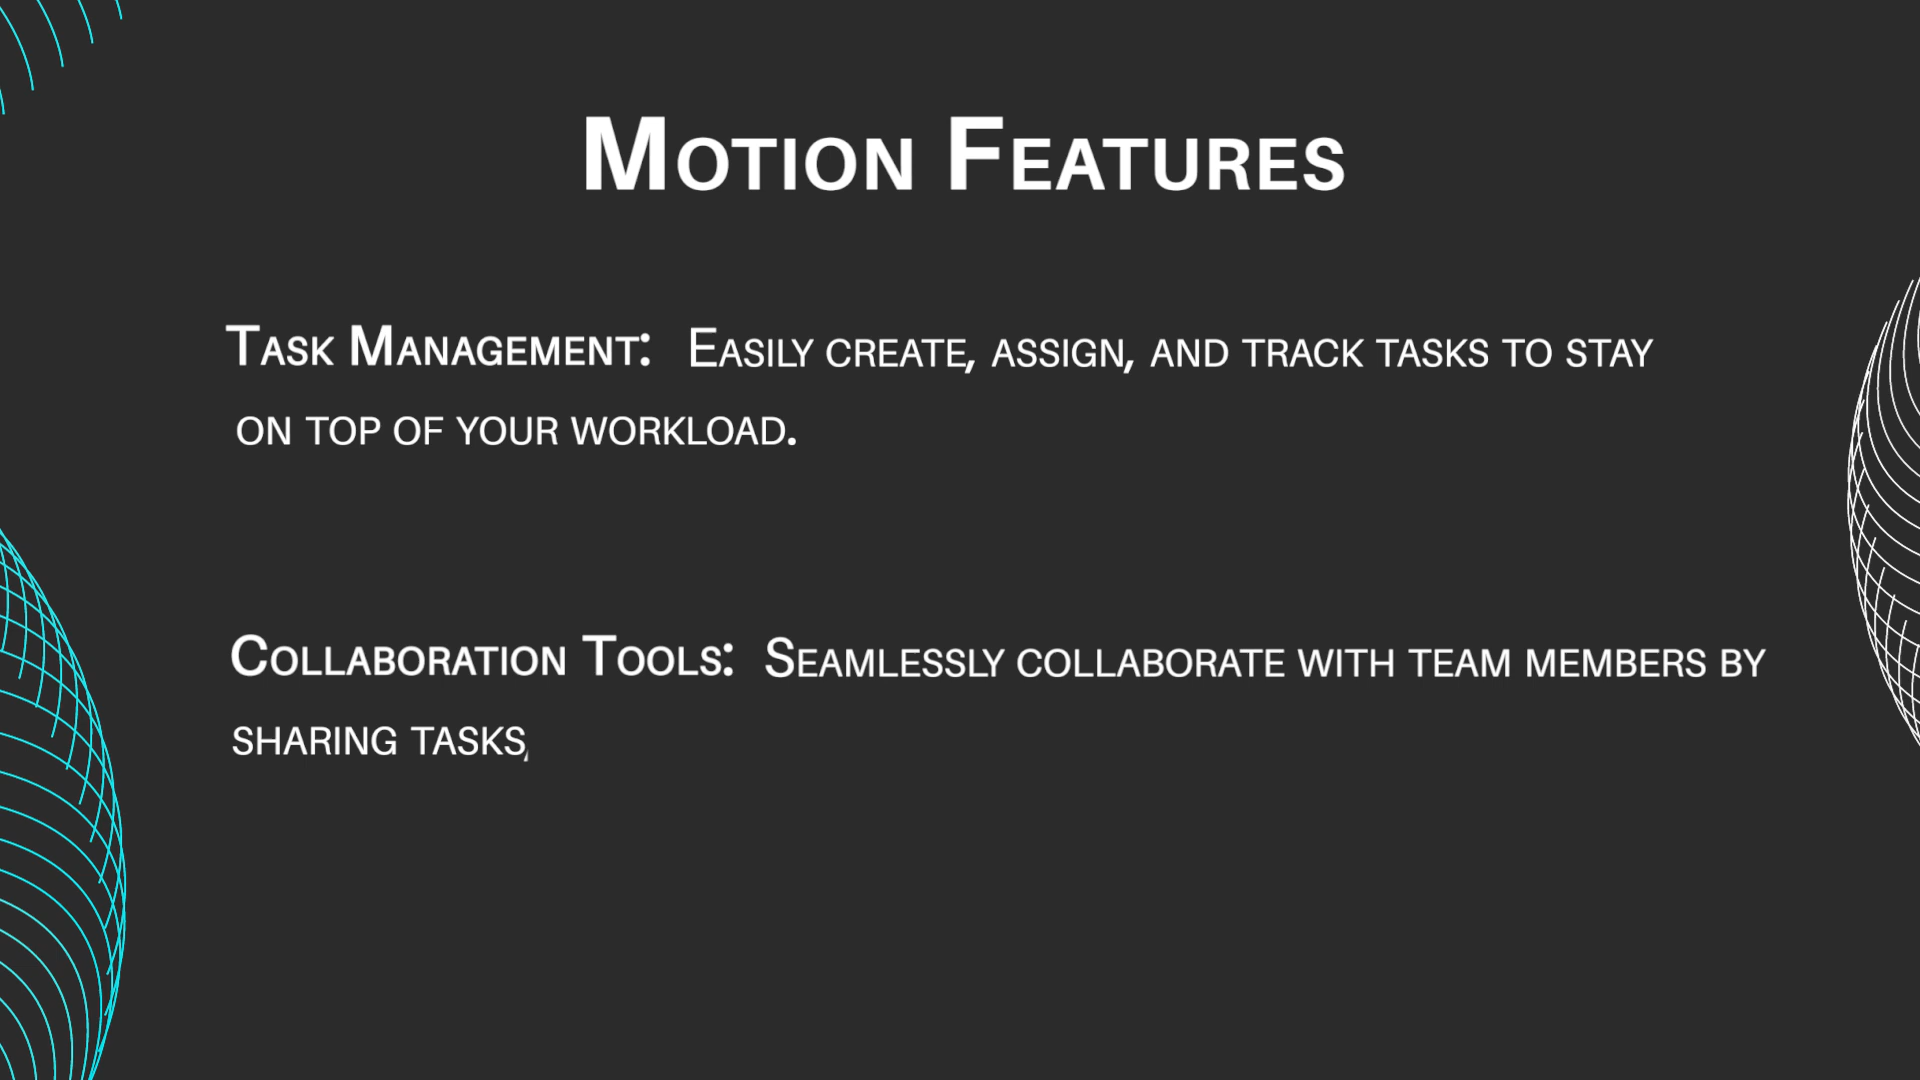 Motion Features
Task Management: Easily create, assign, and track tasks to stay
on top of your workload.
Collaboration Tools: Seamlessly collaborate with team members by
sharing tasks,